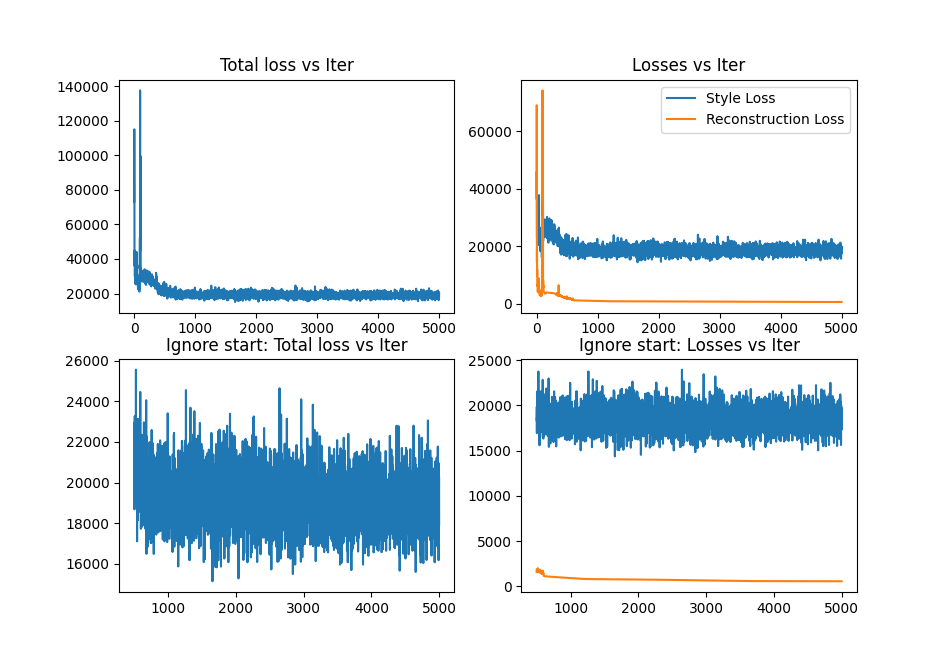 Total loss vs Iter
140000
120000
100000
80000
60000
40000
20000
0 1000 2000 3000 4000 5000
Losses vs Iter
Style Loss
Reconstruction Loss
60000
40000
20000
0
0 1000 2000 3000 4000 5000
Ignore start: Total loss vs Iter
26000
24000
22000
20000
18000
16000
1000 2000 3000 4000 5000
Ignore start: Losses vs Iter
25000
20000
15000
10000
5000
0
1000 2000 3000 4000 5000